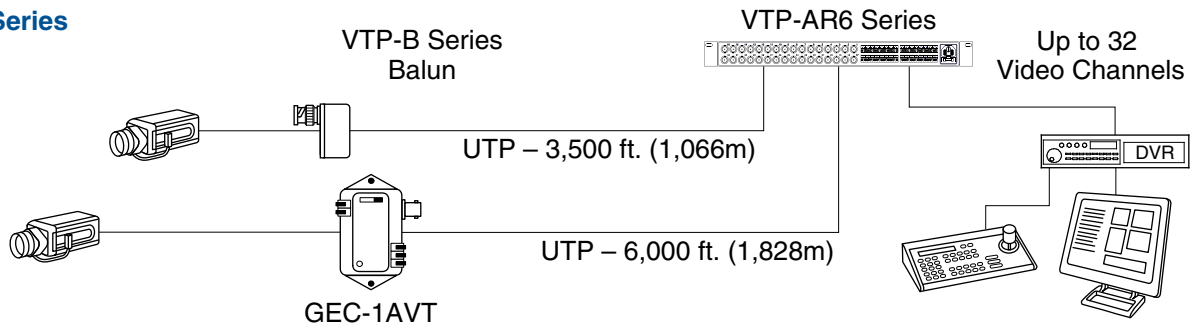 Series
VTP-B Series
Balun
VTP-AR6 Series
Up to 32
Video Channels
UTP – 3,500 ft. (1,066m)
DVR
UTP – 6,000 ft. (1,828m)
GEC-1AVT